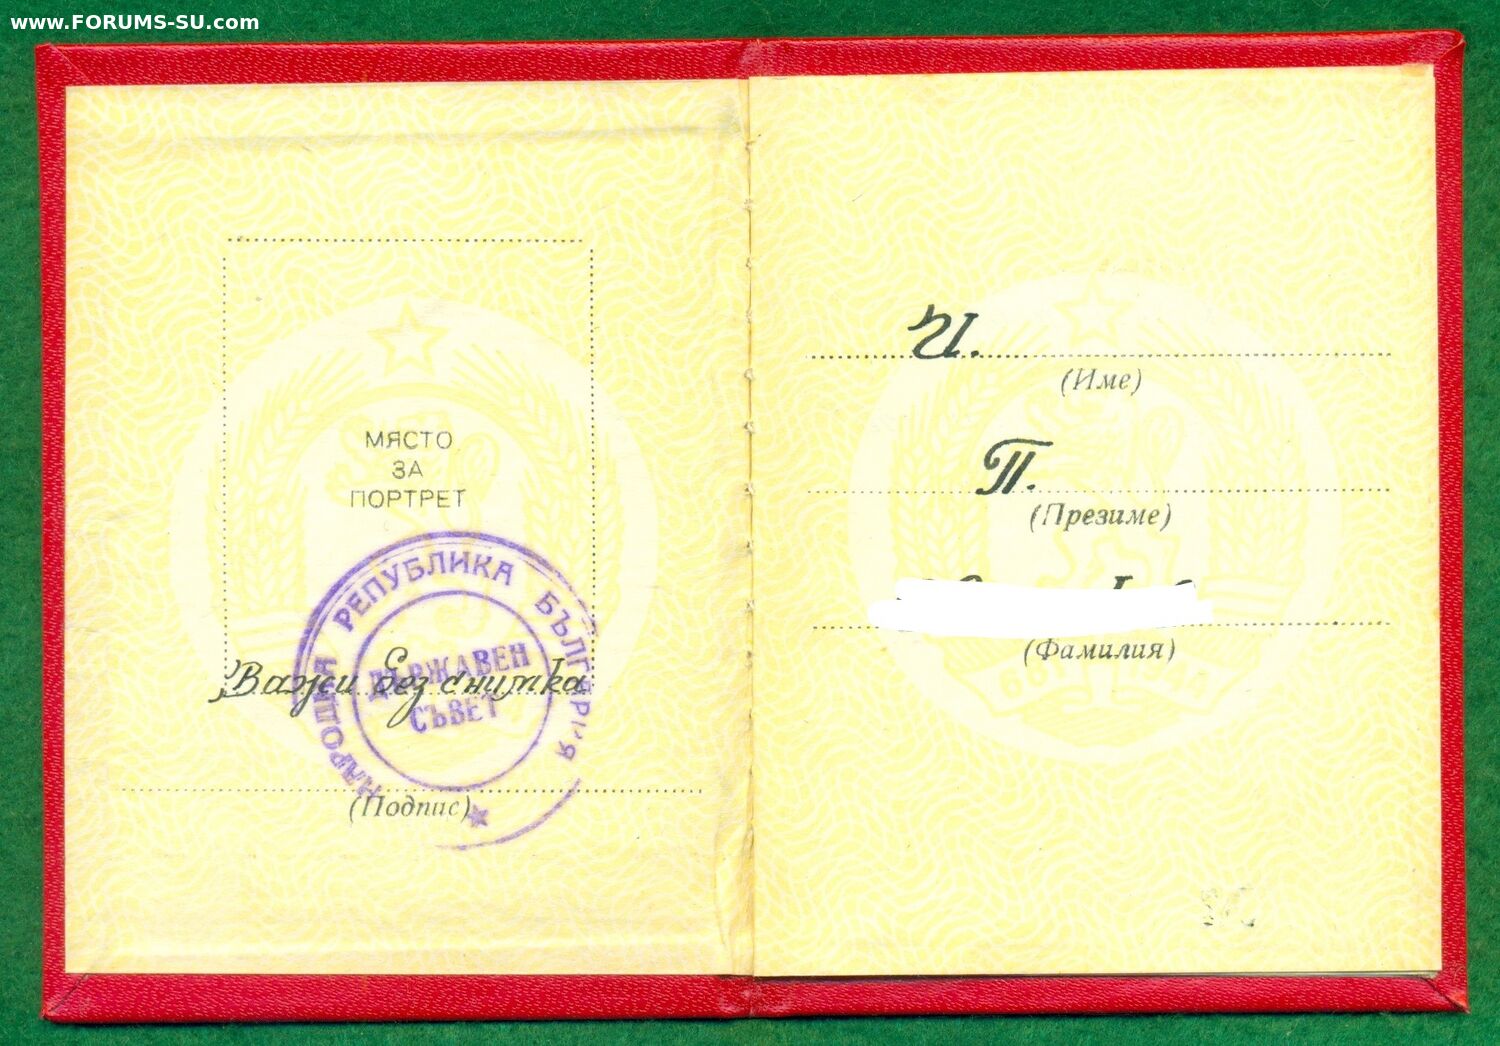 www.FORUMS-SU.com
МЯСТО
ЗА
ПОРТРЕТ
НАРОДНА РЕПУБЛИКА БЪЛГАРИЯ
ДЪРЖАВЕН
СЪВЕТ
Важи без снимка
(Подпис)
И.
(Име)
П.
(Презиме)
(Фамилия)